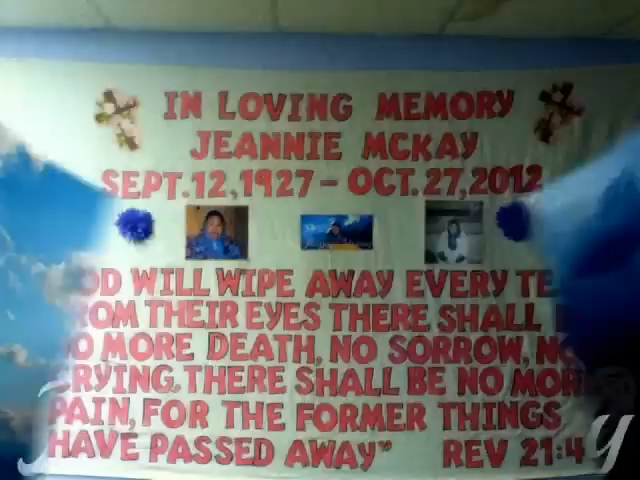 IN LOVING MEMORY
JEANNIE MCKAY
SEPT.12,1927 – OCT.27,2012
OD WILL WIPE AWAY EVERY TE
ROM THEIR EYES THERE SHALL
O MORE DEATH, NO SORROW, NO
RYING, THERE SHALL BE NO MOR
PAIN, FOR THE FORMER THINGS
HAVE PASSED AWAY" REV 21:4